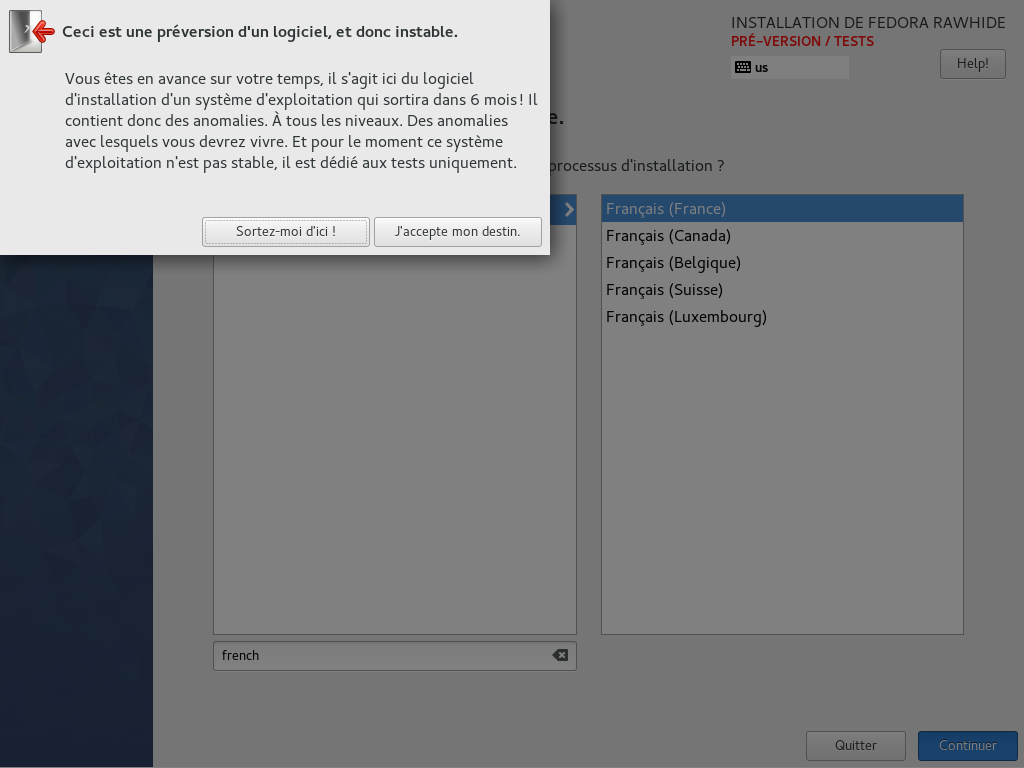 Ceci est une préversion d'un logiciel, et donc instable.
Vous êtes en avance sur votre temps, il s'agit ici du logiciel
d'installation d'un système d'exploitation qui sortira dans 6 mois ! Il
contient donc des anomalies. À tous les niveaux. Des anomalies
avec lesquels vous devrez vivre. Et pour le moment ce système
d'exploitation n'est pas stable, il est dédié aux tests uniquement.
Sortez-moi d'ici !
J'accepte mon destin.
INSTALLATION DE FEDORA RAWHIDE
PRÉ-VERSION / TESTS
us
Help!
e.
processus d'installation ?
Français (France)
Français (Canada)
Français (Belgique)
Français (Suisse)
Français (Luxembourg)
french
Quitter
Continuer